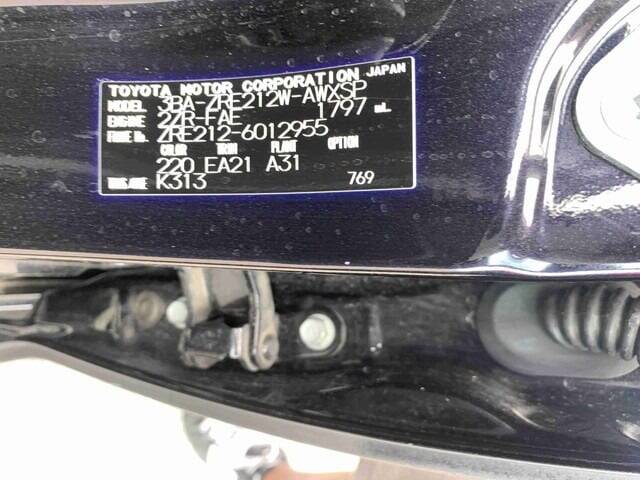 TOYOTA MOTOR CORPORATION JAPAN
MODEL 3BA-ZRE212W-AWXSP
ENGINE 2ZR-FAE 1797 mL
FRAME No. ZRE212-6012955
COLOR TRIM PLANT OPTION
220 EA21 A31
TRANS/AXLE K313 769